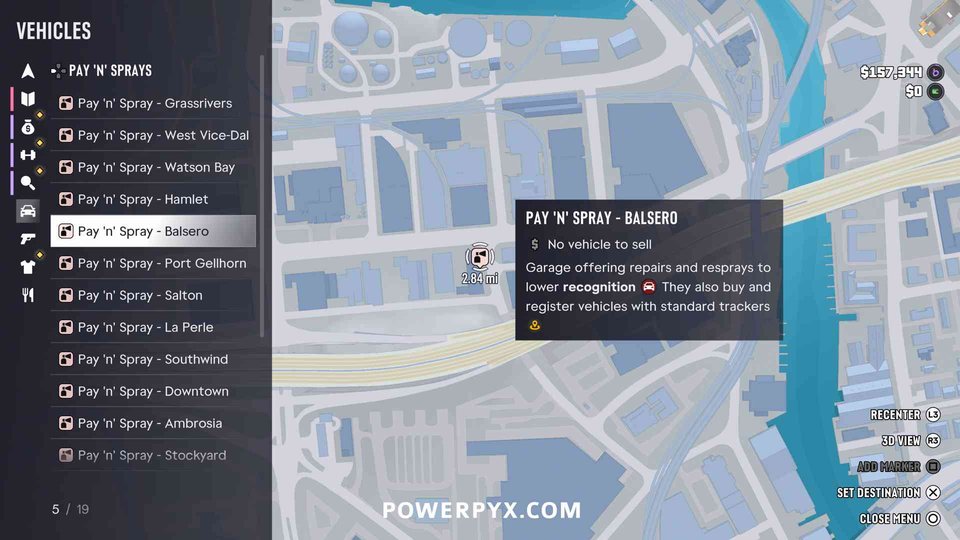 VEHICLES
PAY 'N' SPRAYS
Pay 'n' Spray - Grassrivers
Pay 'n' Spray - West Vice-Dal
Pay 'n' Spray - Watson Bay
Pay 'n' Spray - Hamlet
Pay 'n' Spray - Balsero
Pay 'n' Spray - Port Gellhorn
Pay 'n' Spray - Salton
Pay 'n' Spray - La Perle
Pay 'n' Spray - Southwind
Pay 'n' Spray - Downtown
Pay 'n' Spray - Ambrosia
Pay 'n' Spray - Stockyard
5 / 19
$157,344
$0
2.84 mi
PAY 'N' SPRAY - BALSERO
$ No vehicle to sell
Garage offering repairs and resprays to
lower recognition They also buy and
register vehicles with standard trackers
RECENTER L3
3D VIEW R3
ADD MARKER
SET DESTINATION
CLOSE MENU
POWERPYX.COM